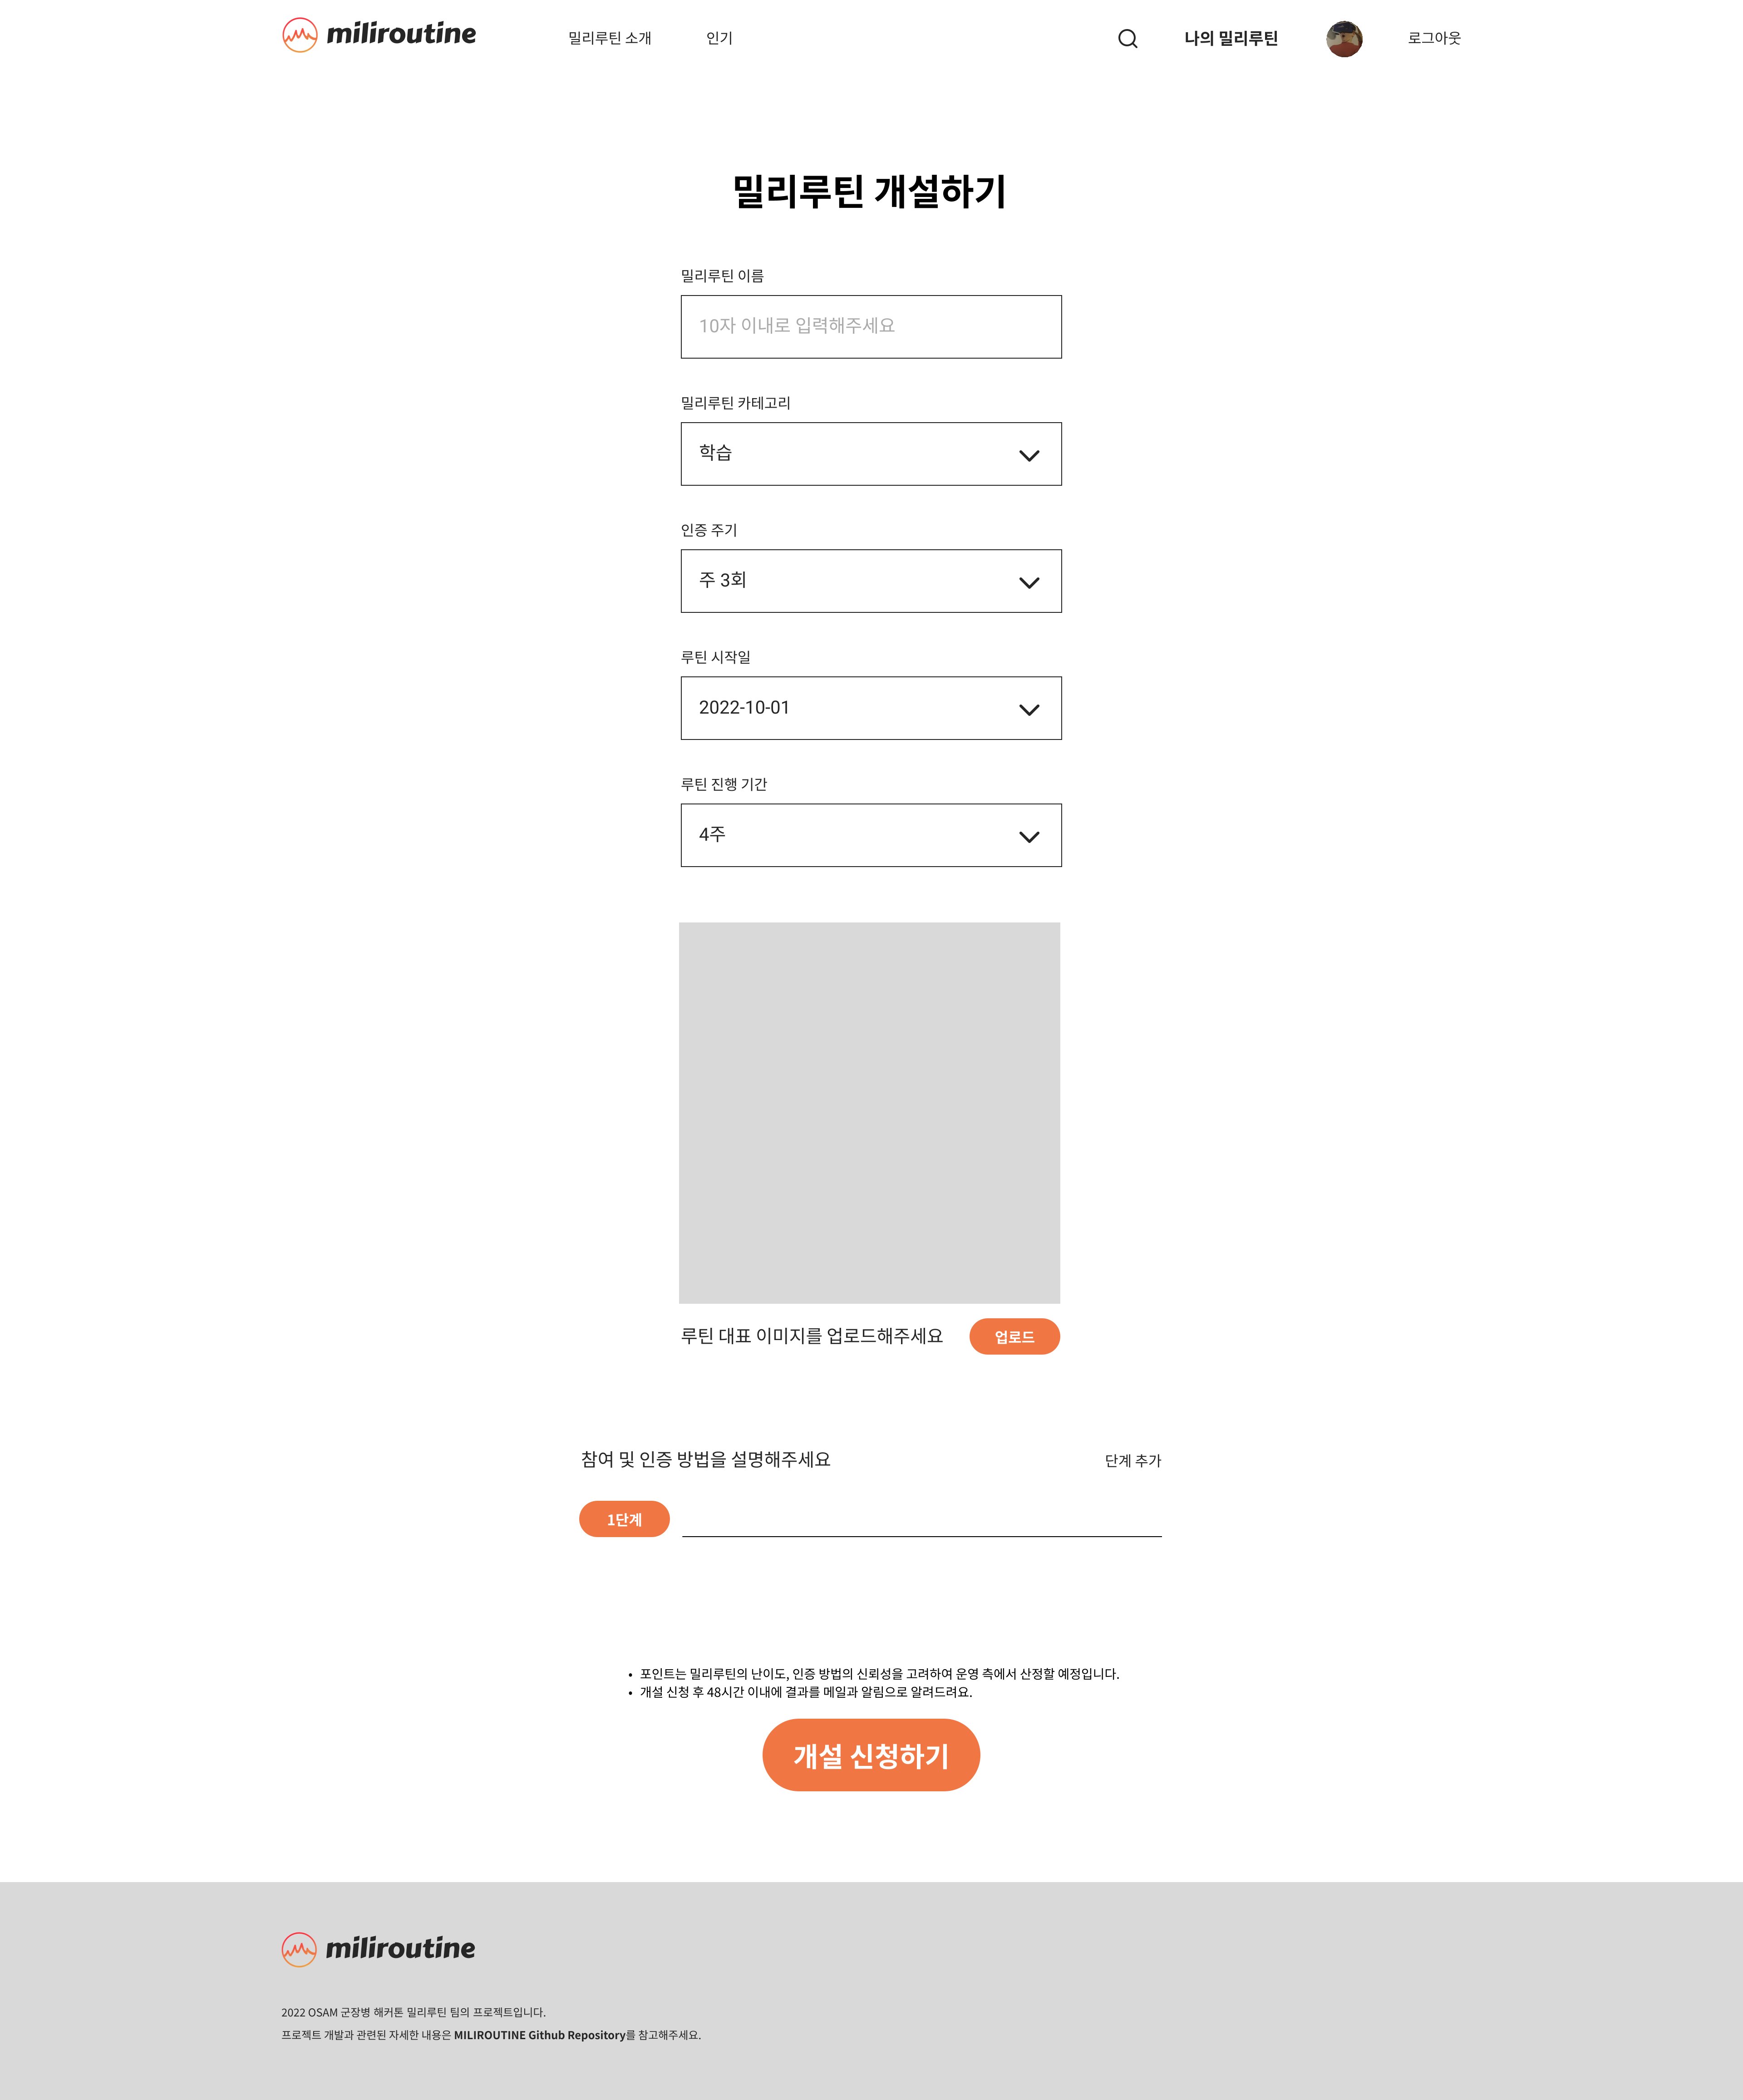 miliroutine
밀리루틴 소개
인기
나의 밀리루틴
로그아웃
밀리루틴 개설하기
밀리루틴 이름
10자 이내로 입력해주세요
밀리루틴 카테고리
학습
인증 주기
주 3회
루틴 시작일
2022-10-01
루틴 진행 기간
4주
루틴 대표 이미지를 업로드해주세요
업로드
참여 및 인증 방법을 설명해주세요
단계 추가
1단계
• 포인트는 밀리루틴의 난이도, 인증 방법의 신뢰성을 고려하여 운영 측에서 산정할 예정입니다.
• 개설 신청 후 48시간 이내에 결과를 메일과 알림으로 알려드려요.
개설 신청하기
miliroutine
2022 OSAM 군장병 해커톤 밀리루틴 팀의 프로젝트입니다.
프로젝트 개발과 관련된 자세한 내용은 MILIROUTINE Github Repository를 참고해주세요.